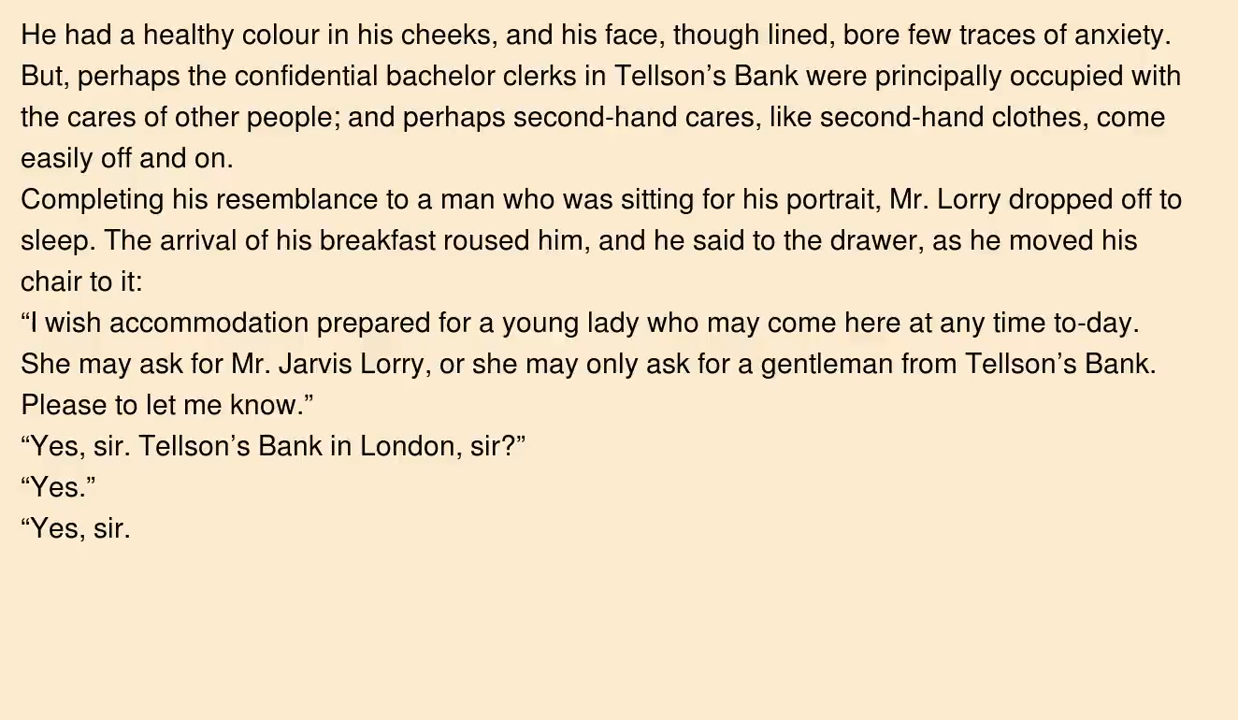 He had a healthy colour in his cheeks, and his face, though lined, bore few traces of anxiety.
But, perhaps the confidential bachelor clerks in Tellson’s Bank were principally occupied with
the cares of other people; and perhaps second-hand cares, like second-hand clothes, come
easily off and on.
Completing his resemblance to a man who was sitting for his portrait, Mr. Lorry dropped off to
sleep. The arrival of his breakfast roused him, and he said to the drawer, as he moved his
chair to it:
“I wish accommodation prepared for a young lady who may come here at any time to-day.
She may ask for Mr. Jarvis Lorry, or she may only ask for a gentleman from Tellson’s Bank.
Please to let me know.”
“Yes, sir. Tellson’s Bank in London, sir?”
“Yes.”
“Yes, sir.